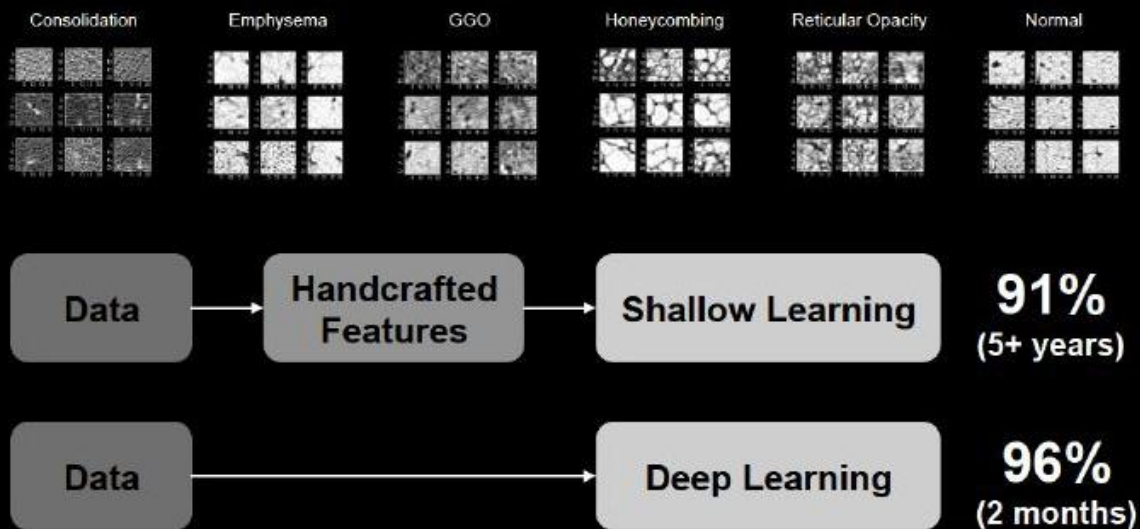 Consolidation Emphysema GGO Honeycombing Reticular Opacity Normal
Data
Handcrafted
Features
Shallow Learning
91%
(5+ years)
Data
Deep Learning
96%
(2 months)